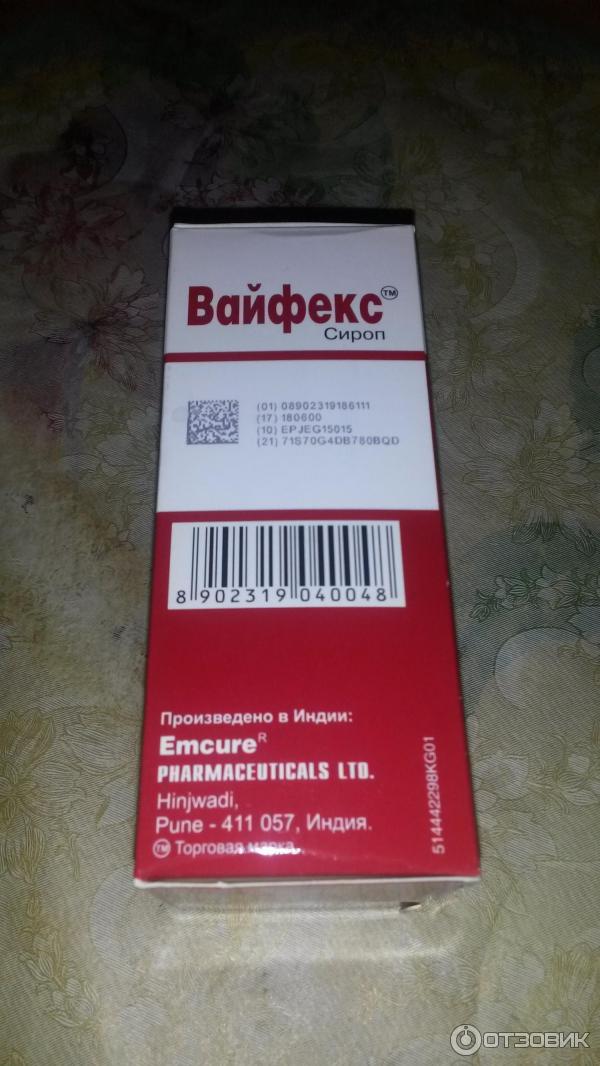 Вайфекс™
Сироп
(01) 08902319186111
(17) 180600
(10) EPJEG15015
(21) 71S70G4DB780BQD
8 902319 040048
Произведено в Индии:
Emcure R
PHARMACEUTICALS LTD.
Hinjwadi,
Pune - 411 057, Индия.
TM Торговая марка
514442298KG01
ОТЗОВИК